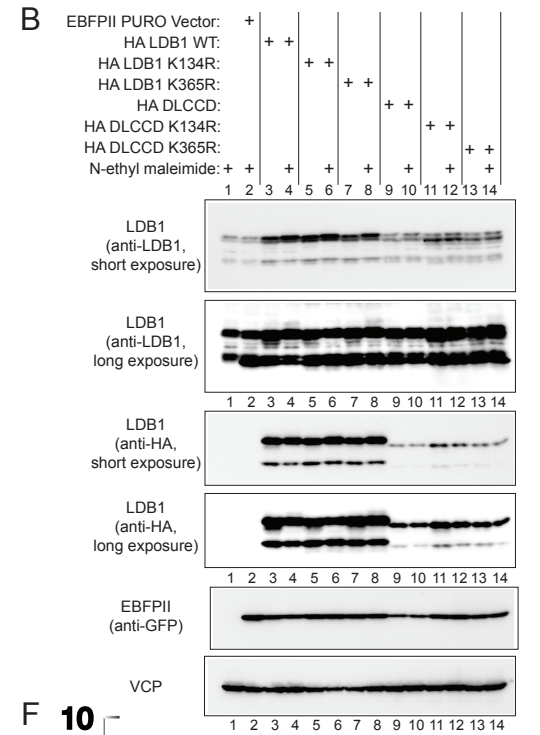 B
EBFPII PURO Vector: +
HA LDB1 WT: + +
HA LDB1 K134R: + +
HA LDB1 K365R: + +
HA DLCCD: + +
HA DLCCD K134R: + +
HA DLCCD K365R: + +
N-ethyl maleimide: + + + + + + + +
1 2 3 4 5 6 7 8 9 10 11 12 13 14
LDB1
(anti-LDB1,
short exposure)
LDB1
(anti-LDB1,
long exposure)
1 2 3 4 5 6 7 8 9 10 11 12 13 14
LDB1
(anti-HA,
short exposure)
LDB1
(anti-HA,
long exposure)
1 2 3 4 5 6 7 8 9 10 11 12 13 14
EBFPII
(anti-GFP)
VCP
1 2 3 4 5 6 7 8 9 10 11 12 13 14
F 10